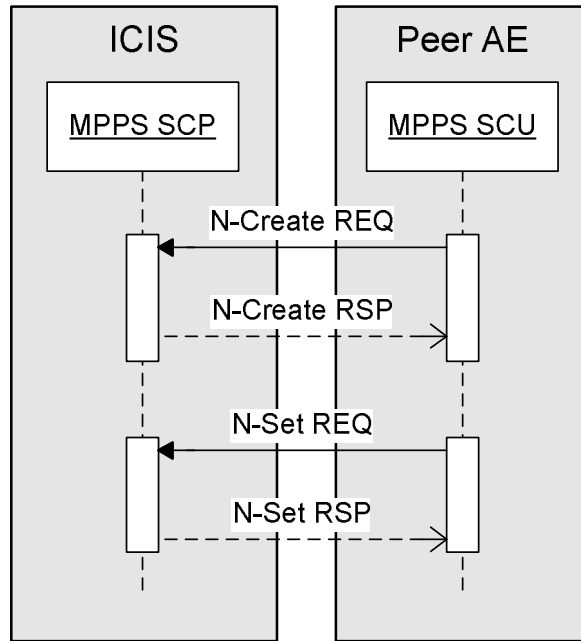 ICIS
Peer AE
MPPS SCP
MPPS SCU
N-Create REQ
N-Create RSP
N-Set REQ
N-Set RSP